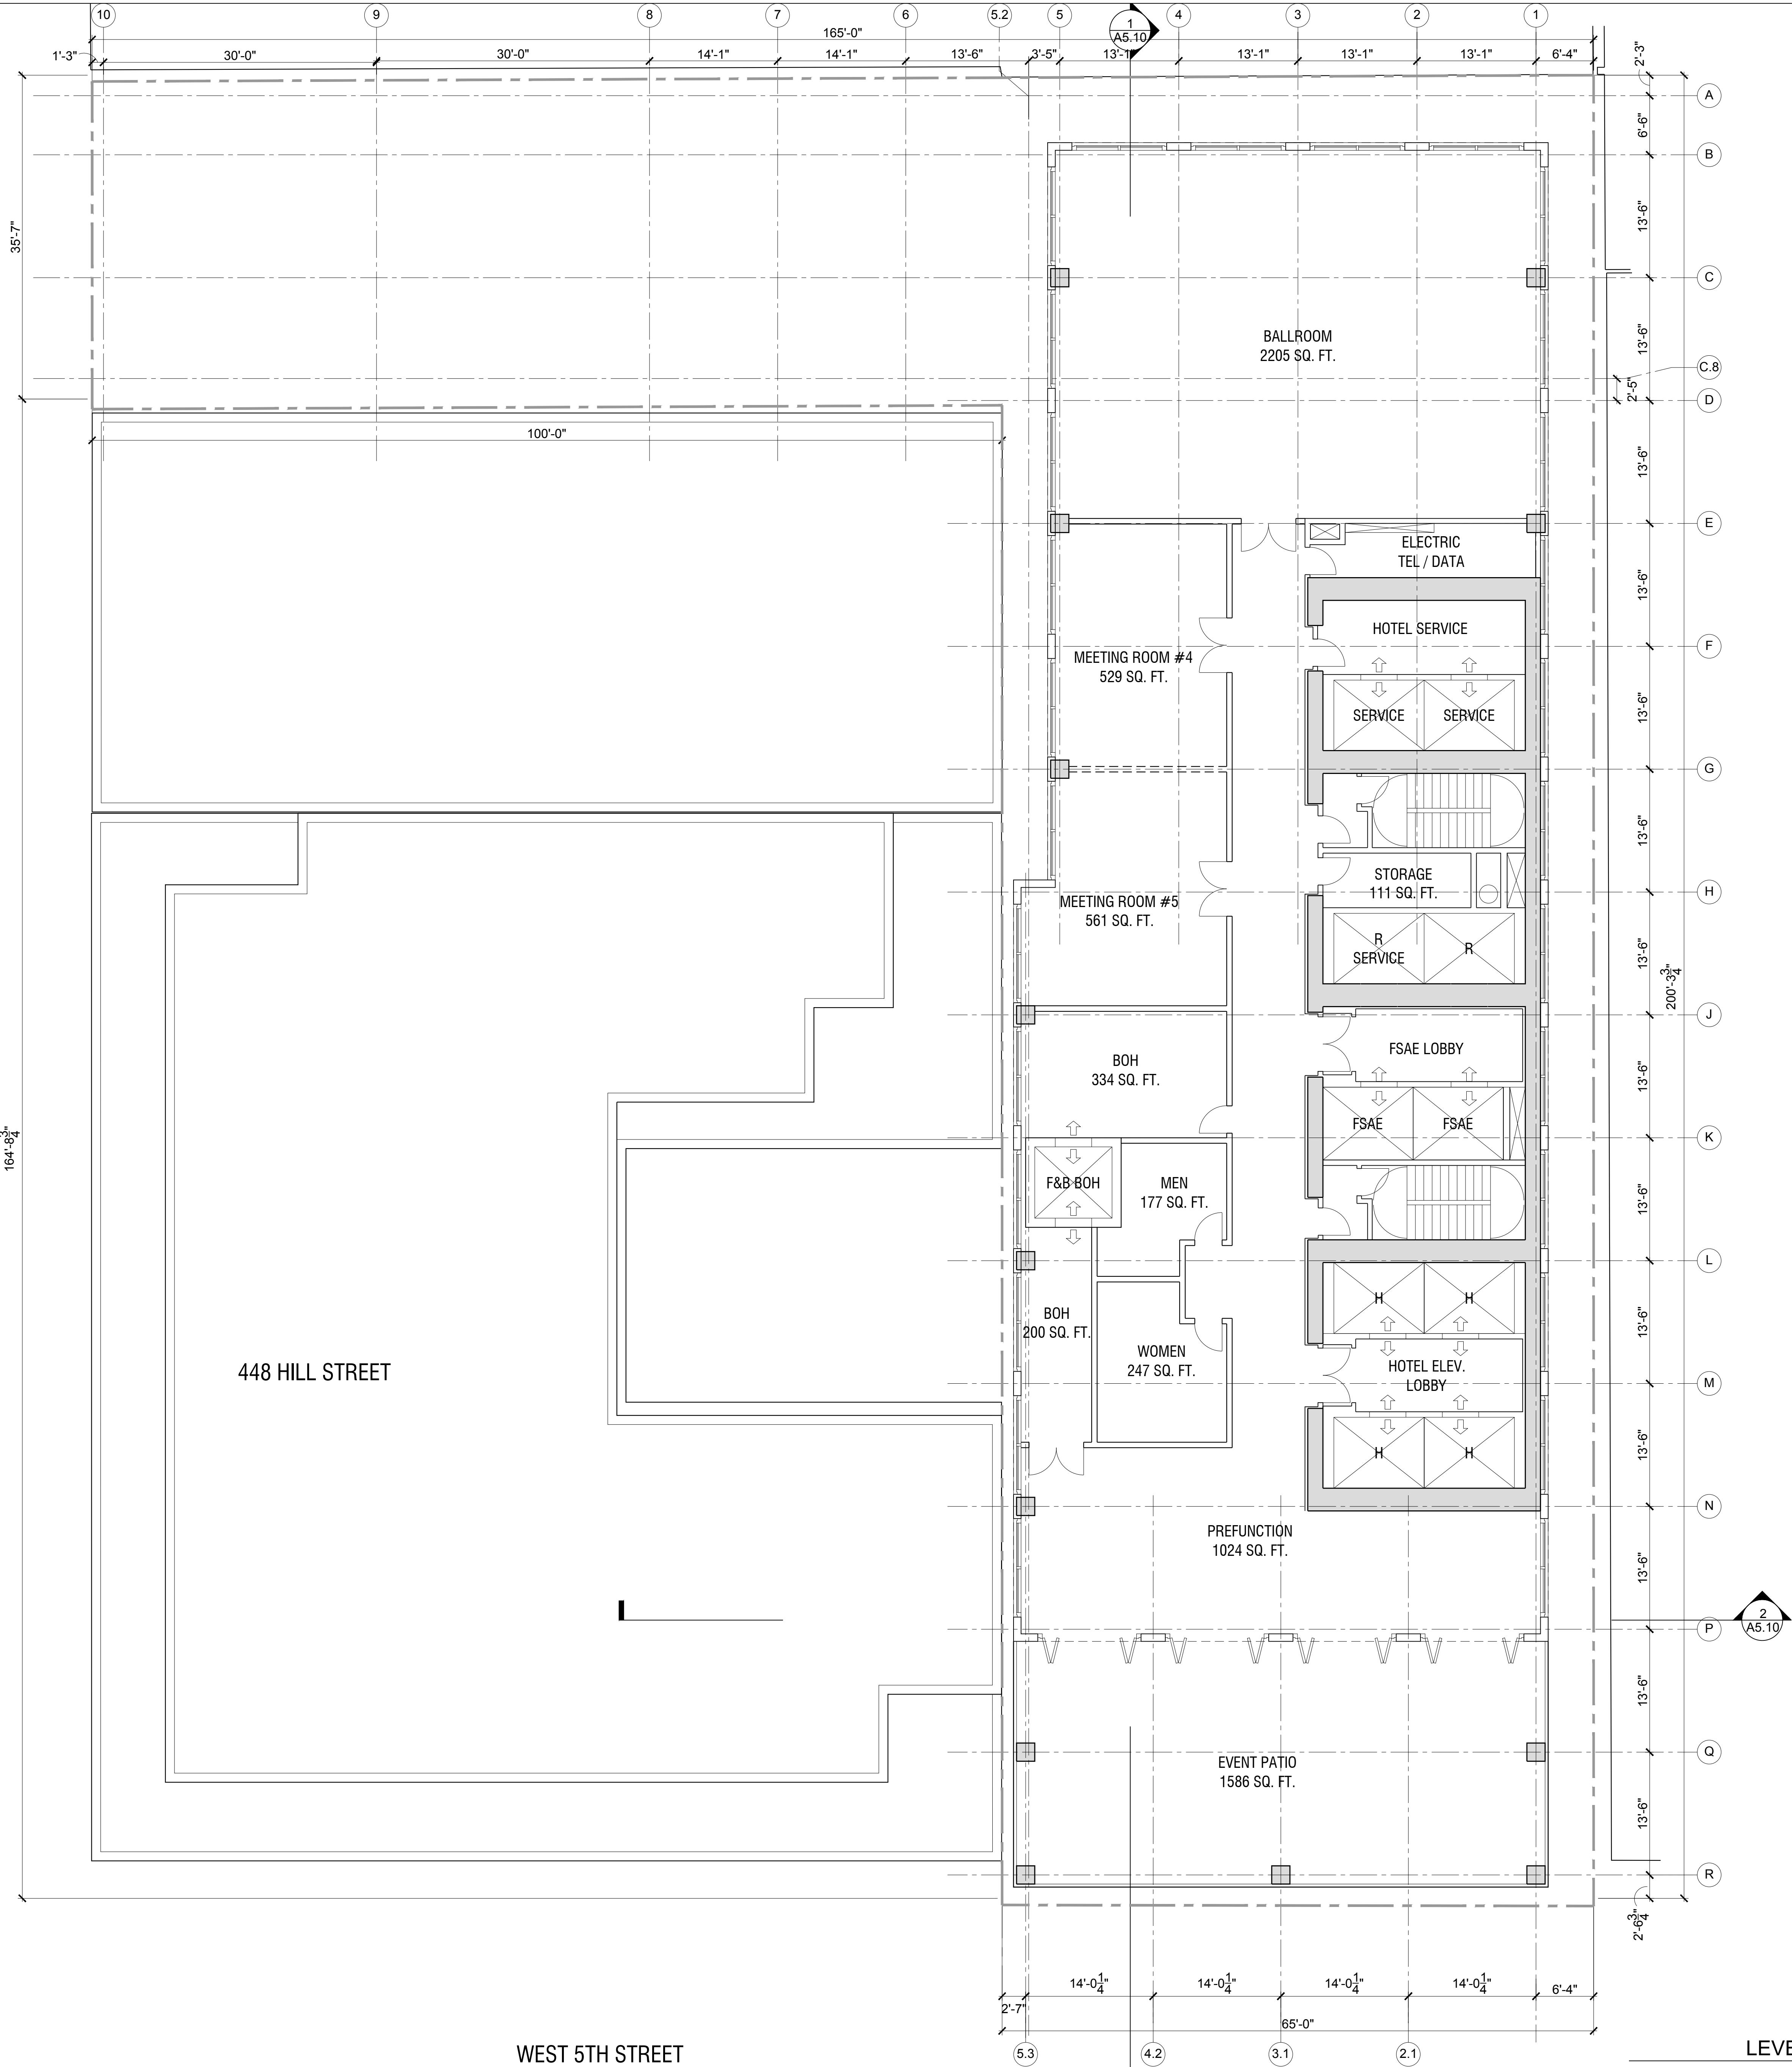 10 9 8 7 6 5.2 5 4 3 2 1
1
A5.10
165'-0"
1'-3" 30'-0" 30'-0" 14'-1" 14'-1" 13'-6" 3'-5" 13'-1" 13'-1" 13'-1" 13'-1" 6'-4"
2'-3"
A
6'-6"
B
13'-6"
35'-7"
C
BALLROOM
2205 SQ. FT.
13'-6"
C.8
2'-5"
D
100'-0"
13'-6"
E
ELECTRIC
TEL / DATA
13'-6"
HOTEL SERVICE
F
MEETING ROOM #4
529 SQ. FT.
SERVICE SERVICE
13'-6"
G
13'-6"
STORAGE
111 SQ. FT.
H
MEETING ROOM #5
561 SQ. FT.
R
SERVICE
R
13'-6"
200'-3 3/4"
J
FSAE LOBBY
BOH
334 SQ. FT.
13'-6"
FSAE FSAE
K
164'-8 3/4"
F&B BOH
MEN
177 SQ. FT.
13'-6"
L
H H
BOH
200 SQ. FT.
13'-6"
WOMEN
247 SQ. FT.
HOTEL ELEV.
LOBBY
448 HILL STREET
M
H H
13'-6"
N
PREFUNCTION
1024 SQ. FT.
13'-6"
2
A5.10
P
13'-6"
Q
EVENT PATIO
1586 SQ. FT.
13'-6"
R
2'-6 3/4"
14'-0 1/4" 14'-0 1/4" 14'-0 1/4" 14'-0 1/4" 6'-4"
2'-7"
65'-0"
5.3 4.2 3.1 2.1
WEST 5TH STREET
LEVE